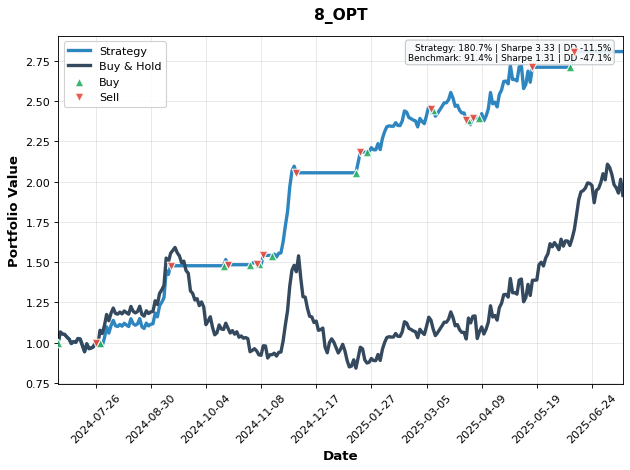 8_OPT
Strategy: 180.7% | Sharpe 3.33 | DD -11.5%
Benchmark: 91.4% | Sharpe 1.31 | DD -47.1%
Strategy
Buy & Hold
Buy
Sell
Portfolio Value
2.75
2.50
2.25
2.00
1.75
1.50
1.25
1.00
0.75
2024-07-26
2024-08-30
2024-10-04
2024-11-08
2024-12-17
2025-01-27
2025-03-05
2025-04-09
2025-05-19
2025-06-24
Date